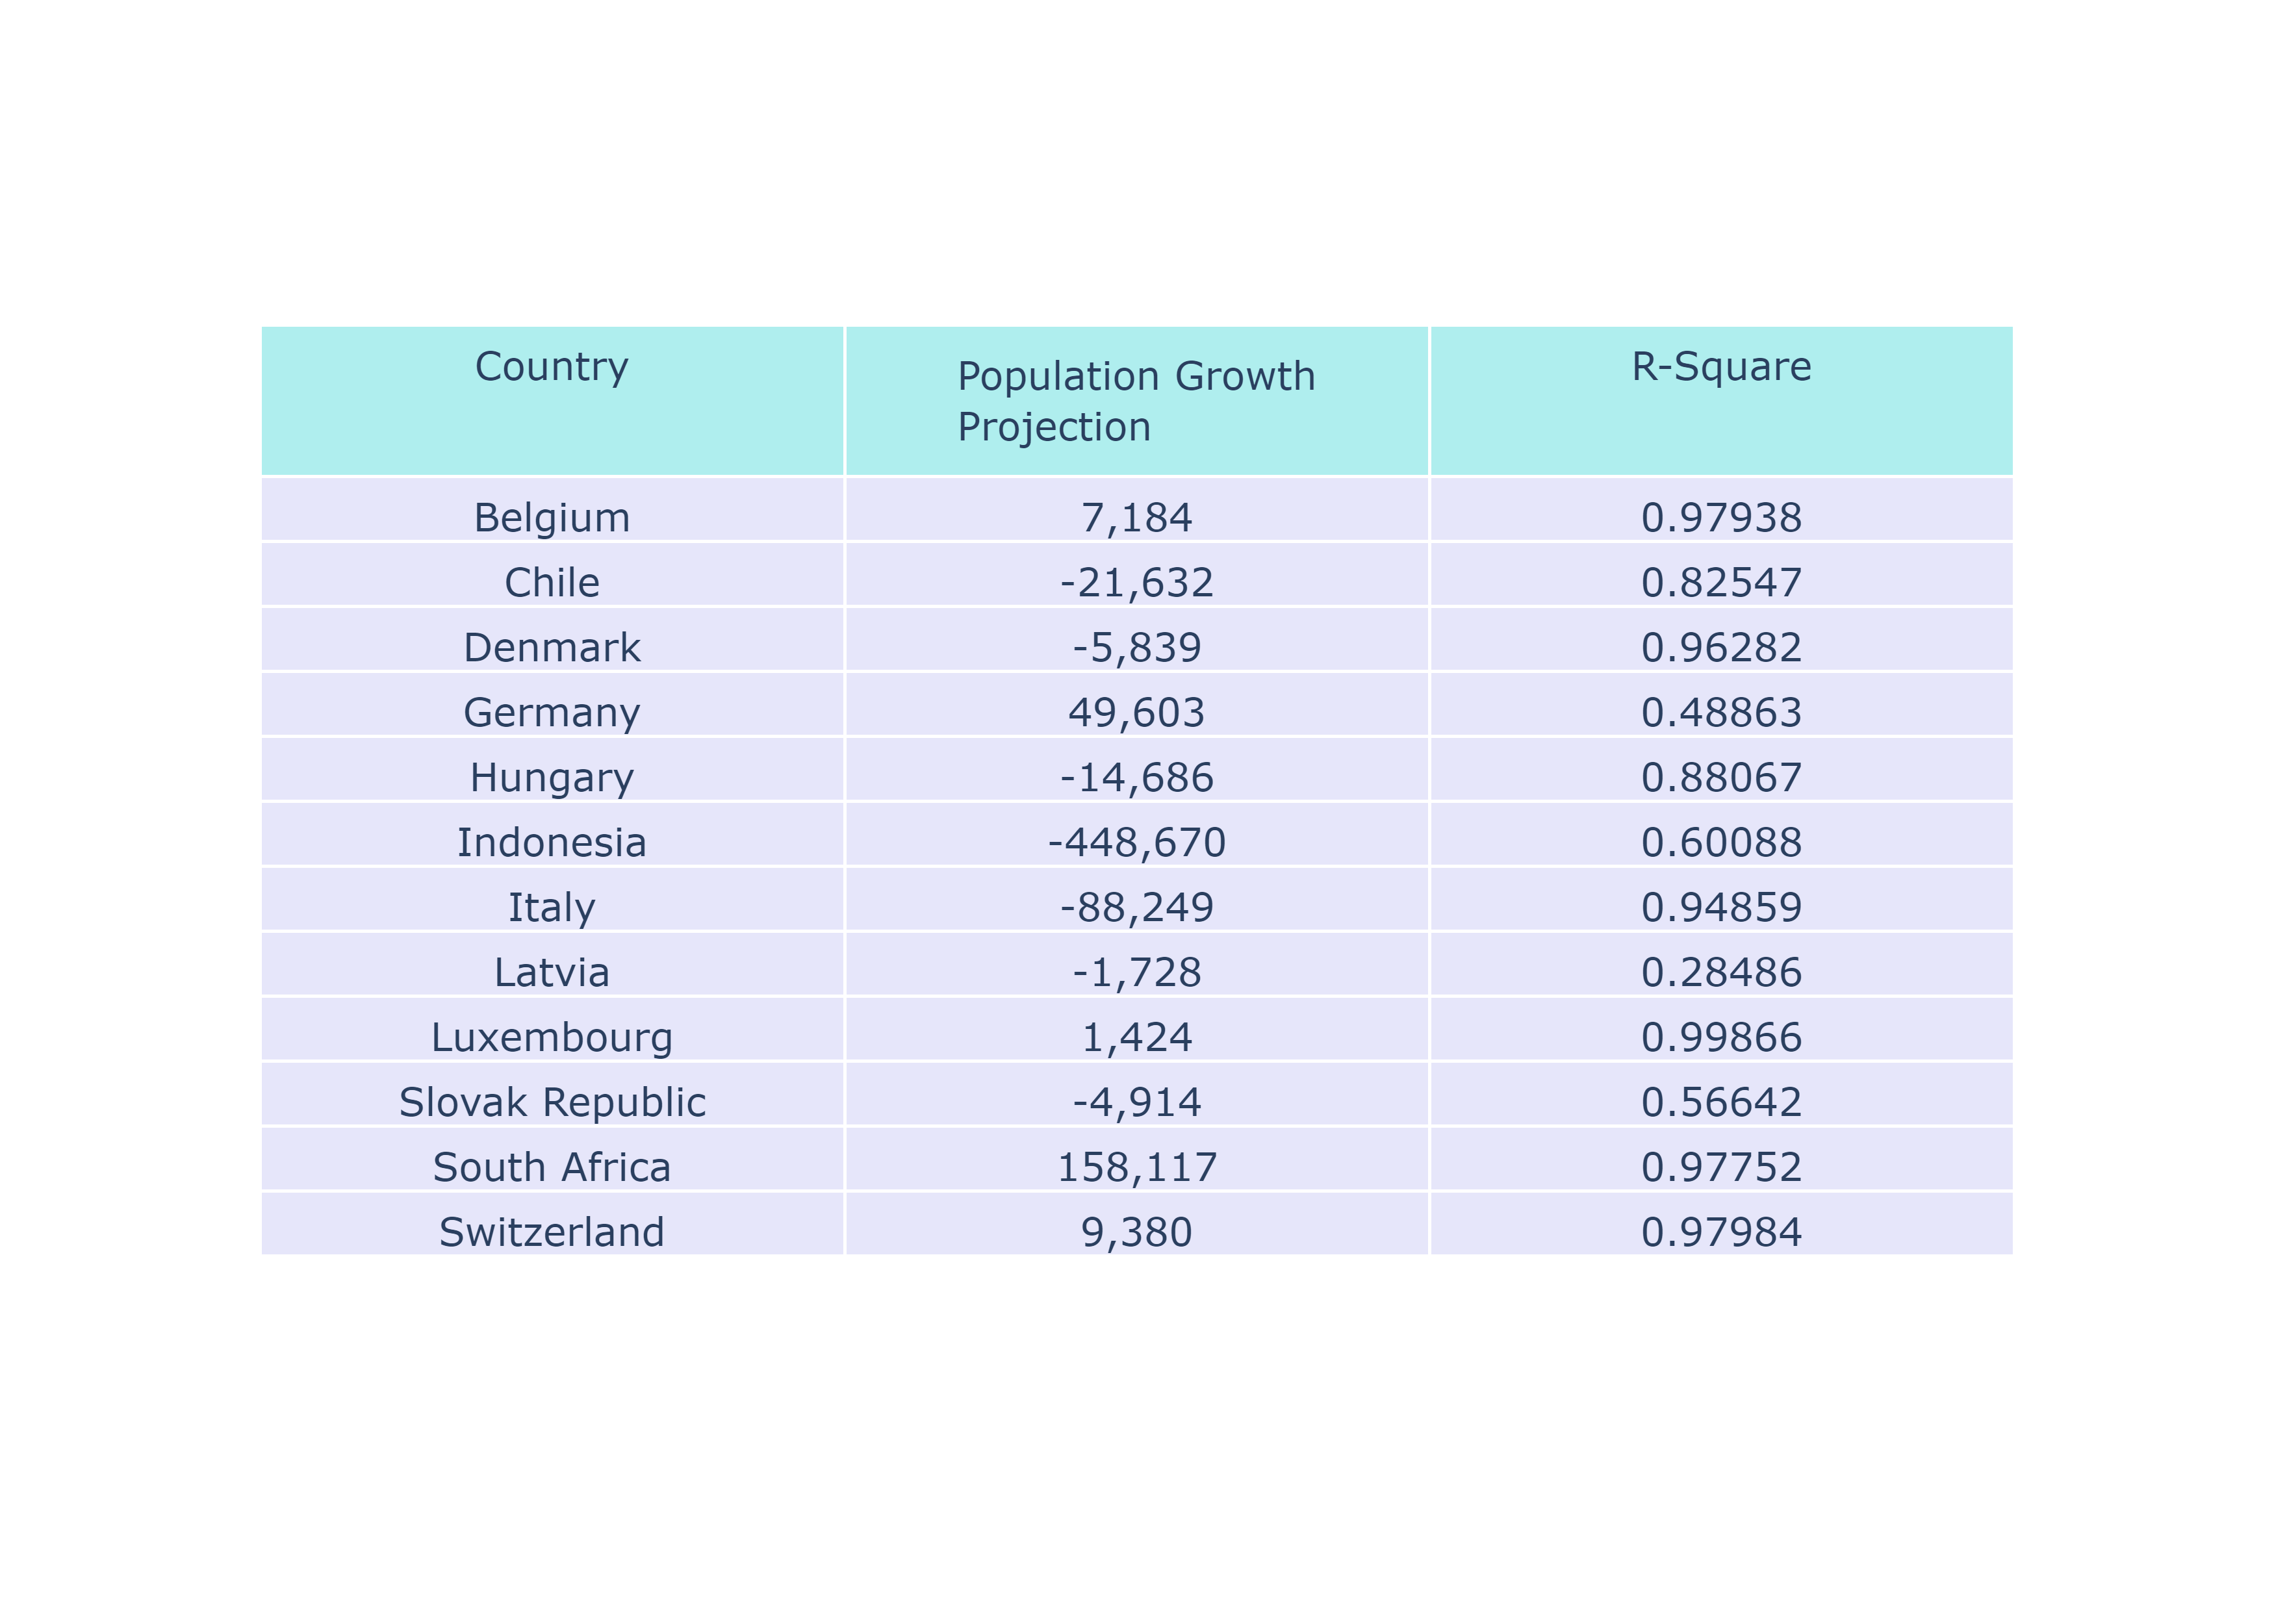 Country Population Growth Projection R-Square
Belgium 7,184 0.97938
Chile -21,632 0.82547
Denmark -5,839 0.96282
Germany 49,603 0.48863
Hungary -14,686 0.88067
Indonesia -448,670 0.60088
Italy -88,249 0.94859
Latvia -1,728 0.28486
Luxembourg 1,424 0.99866
Slovak Republic -4,914 0.56642
South Africa 158,117 0.97752
Switzerland 9,380 0.97984